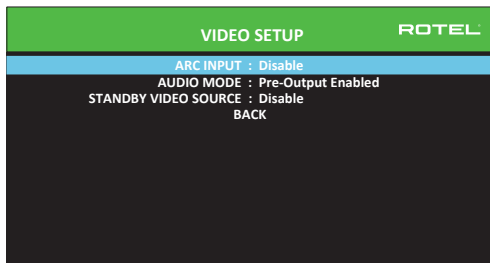 VIDEO SETUP
ROTEL
ARC INPUT : Disable
AUDIO MODE : Pre-Output Enabled
STANDBY VIDEO SOURCE : Disable
BACK